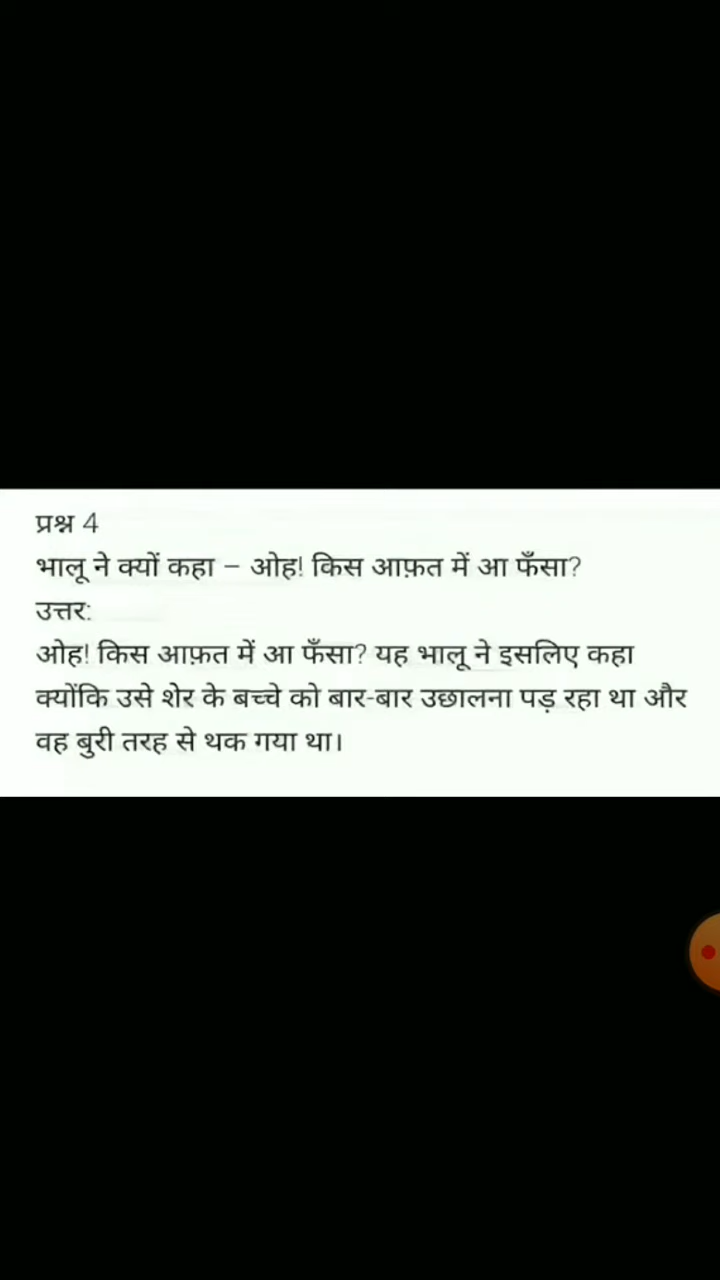 प्रश्न 4
भालू ने क्यों कहा – ओह! किस आफ़त में आ फँसा?
उत्तर:
ओह! किस आफ़त में आ फँसा? यह भालू ने इसलिए कहा
क्योंकि उसे शेर के बच्चे को बार-बार उछालना पड़ रहा था और
वह बुरी तरह से थक गया था।